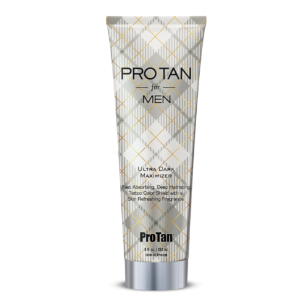 PRO TAN
for
MEN
ULTRA DARK
MAXIMIZER
Fast Absorbing, Deep Hydrating,
Tattoo Color Shield with a
Skin Refreshing Fragrance
ProTan